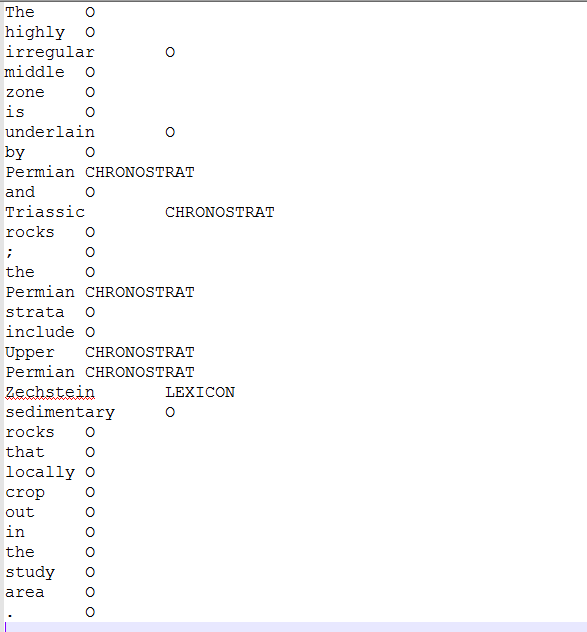 The	O
highly	O
irregular	O
middle	O
zone	O
is	O
underlain	O
by	O
Permian	CHRONOSTRAT
and	O
Triassic	CHRONOSTRAT
rocks	O
;	O
the	O
Permian	CHRONOSTRAT
strata	O
include	O
Upper	CHRONOSTRAT
Permian	CHRONOSTRAT
Zechstein	LEXICON
sedimentary	O
rocks	O
that	O
locally	O
crop	O
out	O
in	O
the	O
study	O
area	O
.	O